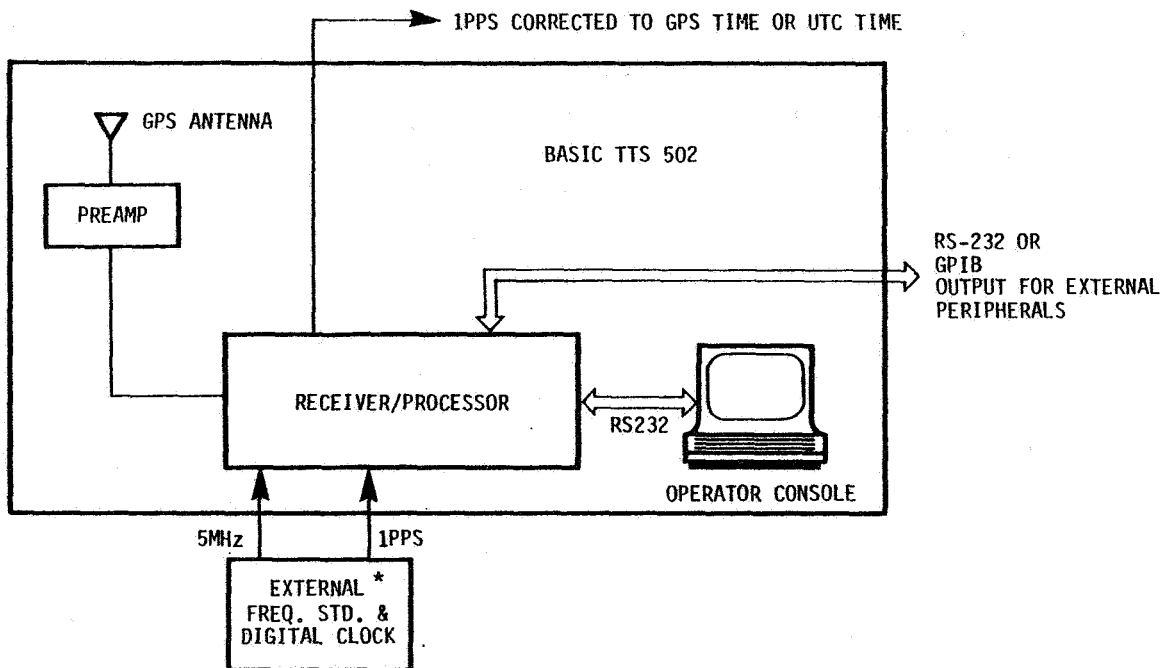 1PPS CORRECTED TO GPS TIME OR UTC TIME
GPS ANTENNA
BASIC TTS 502
PREAMP
RS-232 OR
GPIB
OUTPUT FOR EXTERNAL
PERIPHERALS
RECEIVER/PROCESSOR
RS232
OPERATOR CONSOLE
5MHz
1PPS
EXTERNAL *
FREQ. STD. &
DIGITAL CLOCK